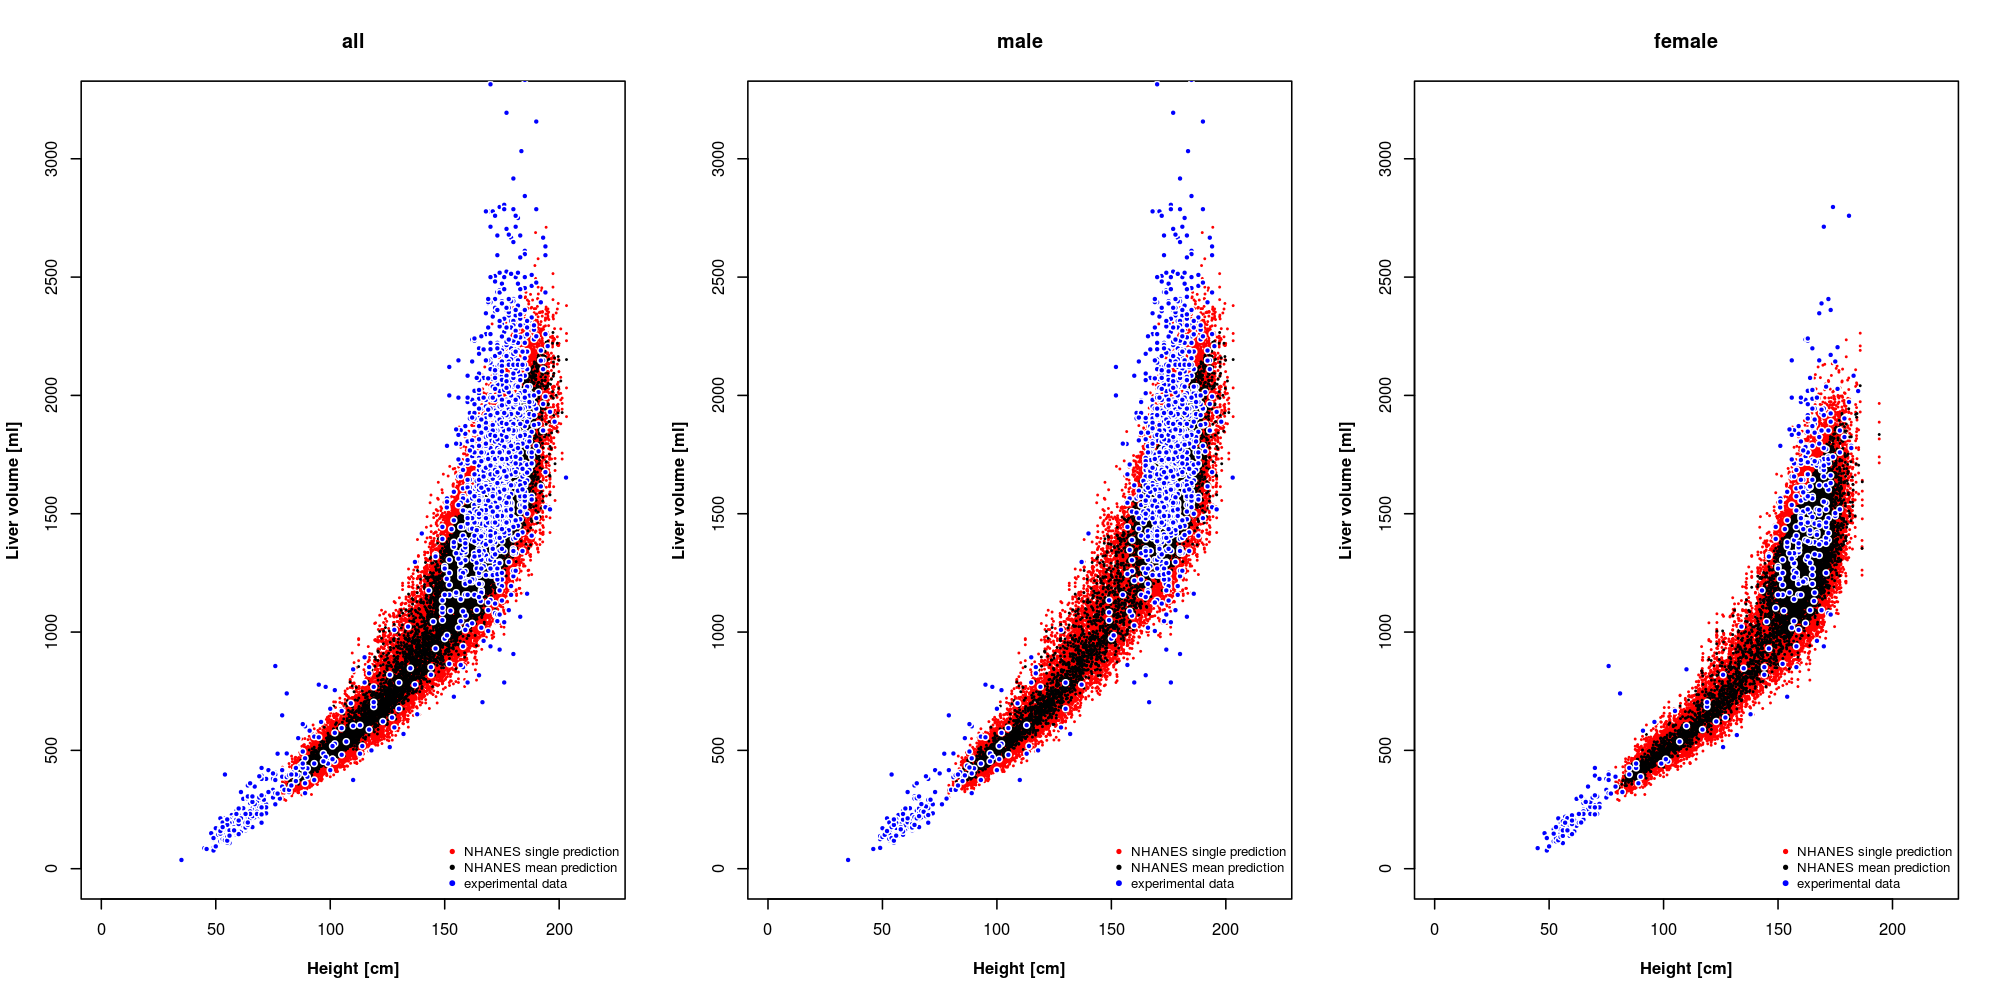 all
Liver volume [ml]
3000
2500
2000
1500
1000
500
0
0 50 100 150 200
Height [cm]
NHANES single prediction
NHANES mean prediction
experimental data
male
Liver volume [ml]
3000
2500
2000
1500
1000
500
0
0 50 100 150 200
Height [cm]
NHANES single prediction
NHANES mean prediction
experimental data
female
Liver volume [ml]
3000
2500
2000
1500
1000
500
0
0 50 100 150 200
Height [cm]
NHANES single prediction
NHANES mean prediction
experimental data